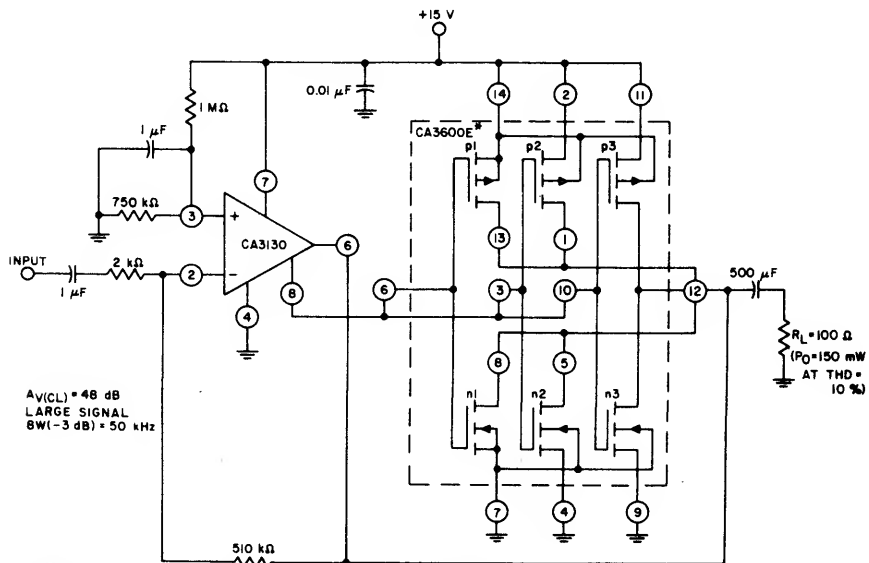 +15 V
0.01 µF
1 MΩ
1 µF
14
2
11
CA3600E*
p1
p2
p3
7
750 kΩ
3
+
CA3130
6
13
1
INPUT
1 µF
2 kΩ
2
−
8
4
6
3
10
12
500 µF
RL=100 Ω
(PO=150 mW
AT THD=
10 %)
8
5
AV(CL) = 48 dB
LARGE SIGNAL
BW(-3 dB) = 50 kHz
n1
n2
n3
7
4
9
510 kΩ